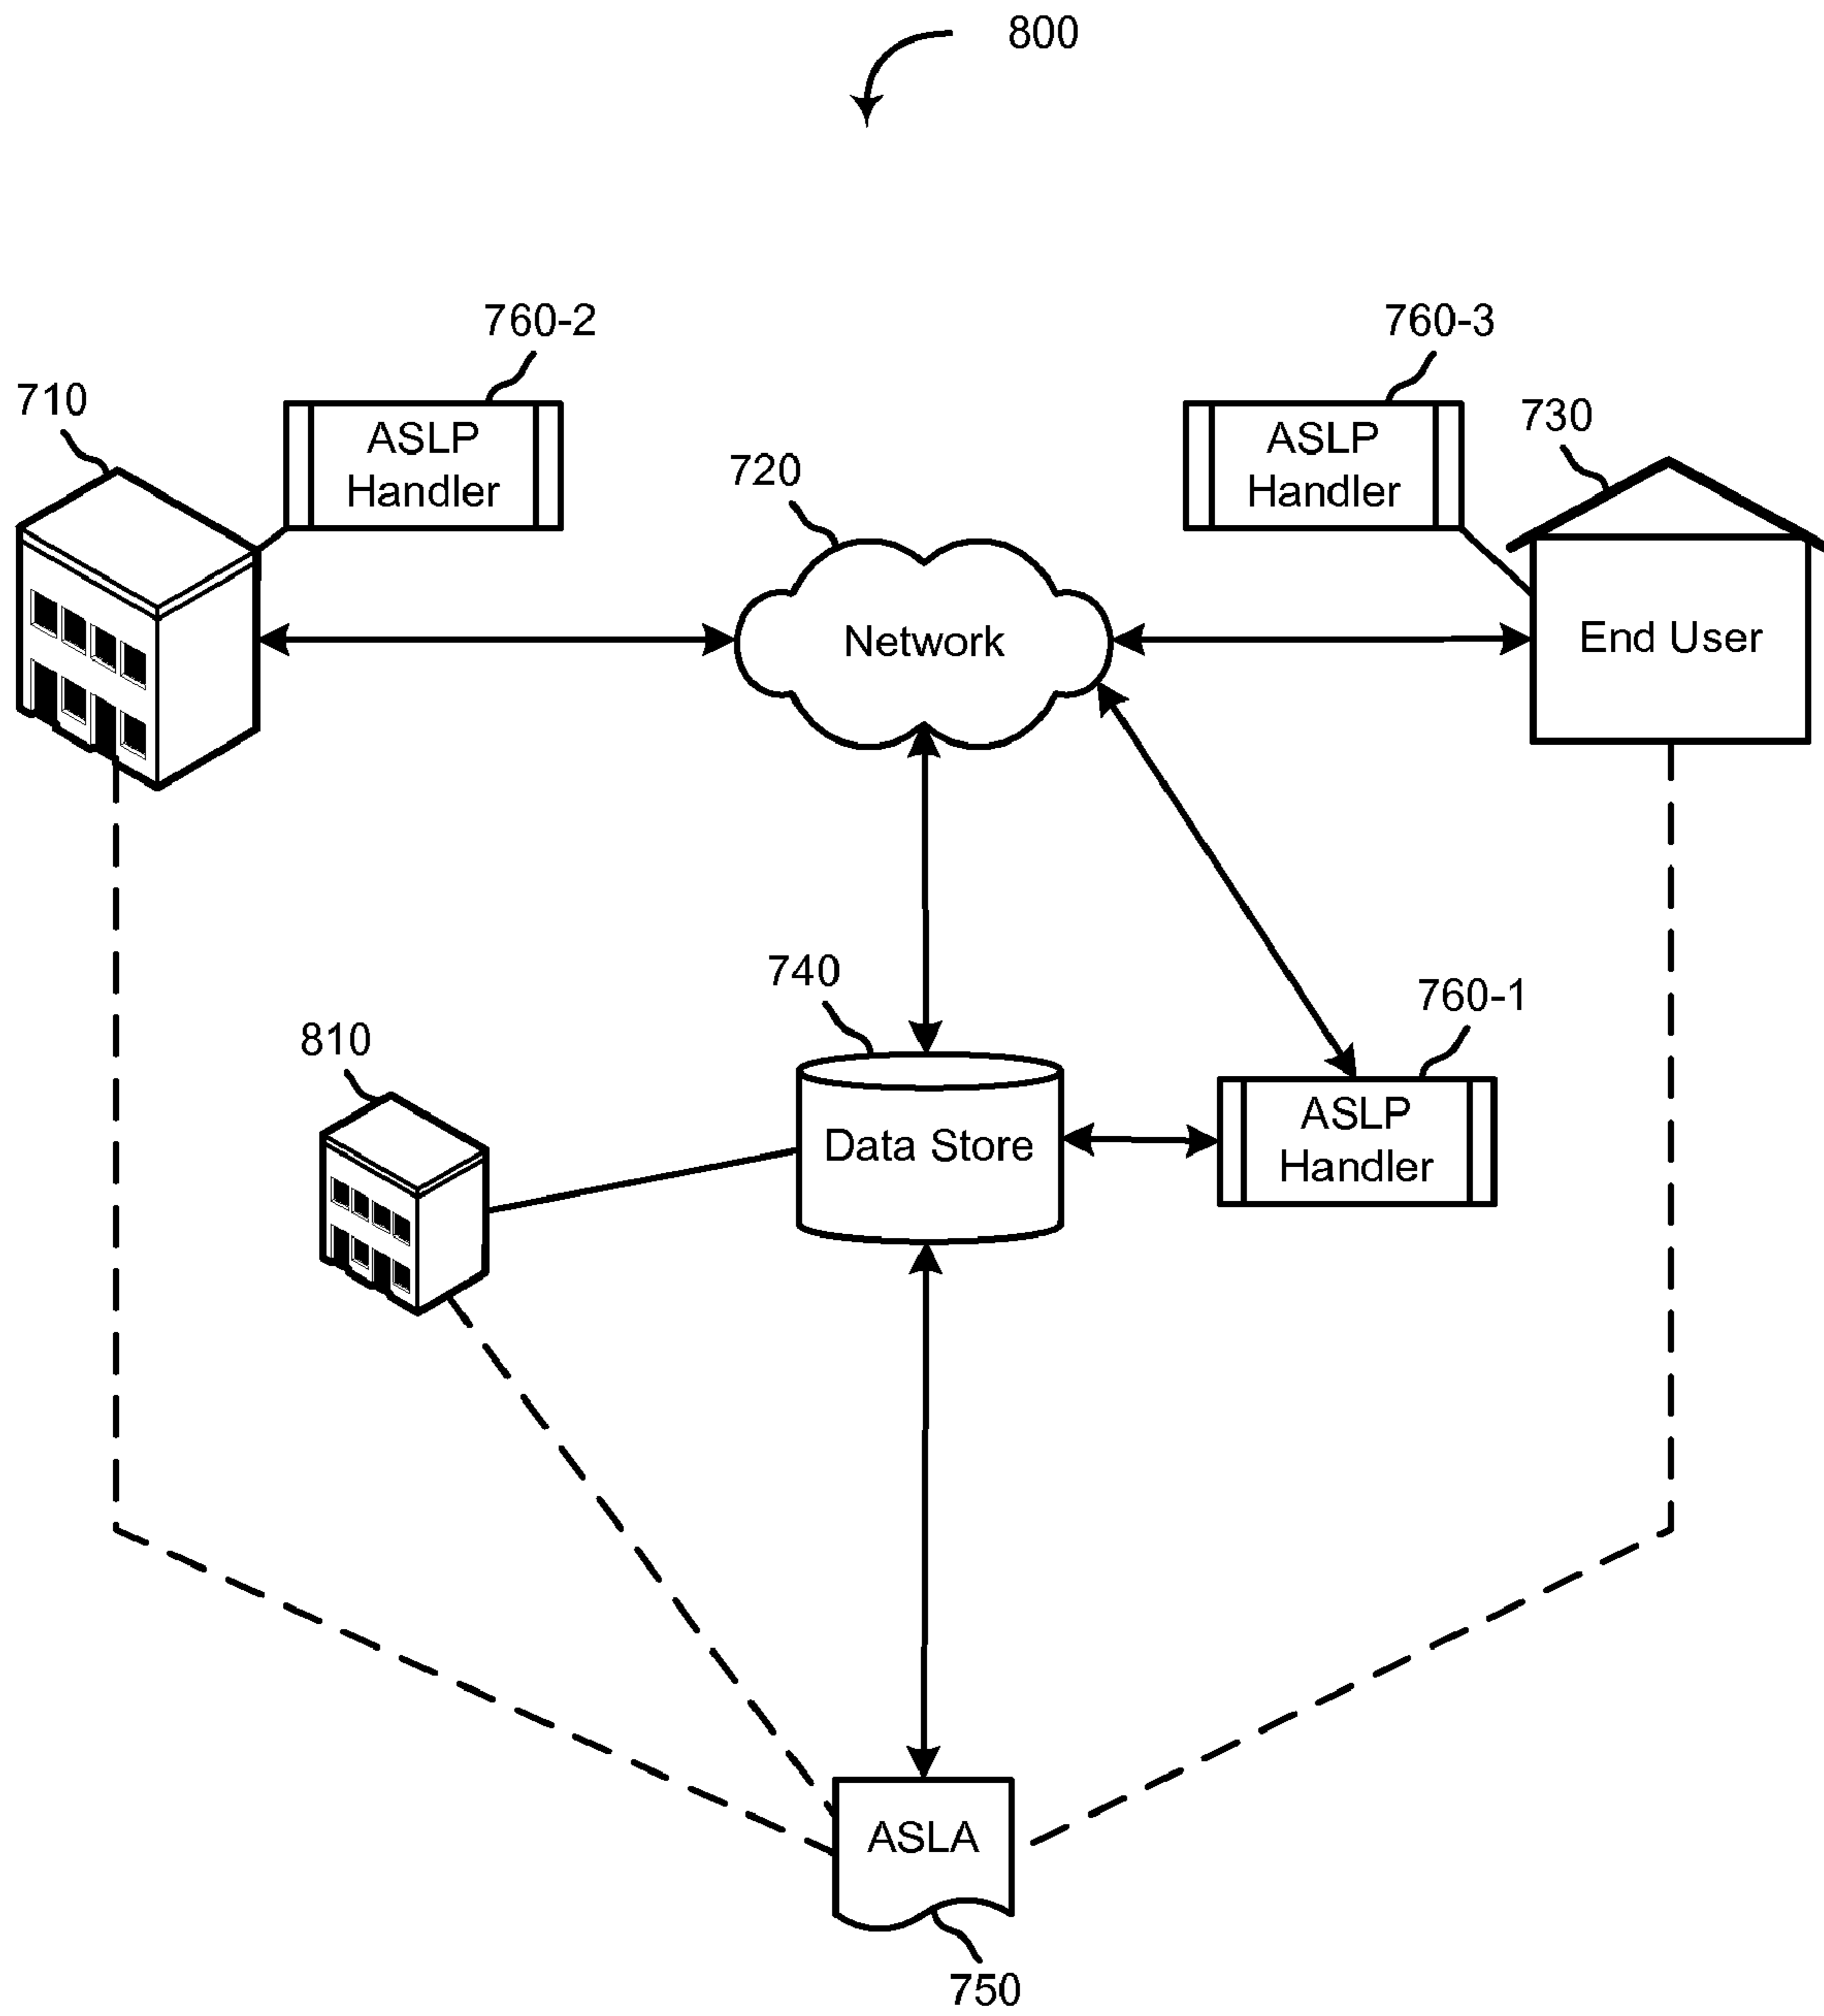 800
760-2
760-3
710
ASLP
Handler
ASLP
Handler
730
720
Network
End User
740
760-1
810
Data Store
ASLP
Handler
ASLA
750